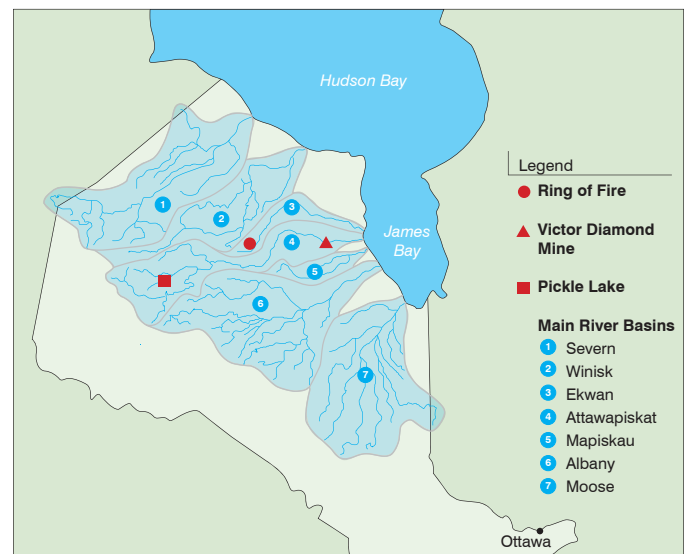 Hudson Bay
James
Bay
1
2
3
4
5
6
7
Ottawa
Legend
Ring of Fire
Victor Diamond
Mine
Pickle Lake
Main River Basins
1 Severn
2 Winisk
3 Ekwan
4 Attawapiskat
5 Mapiskau
6 Albany
7 Moose